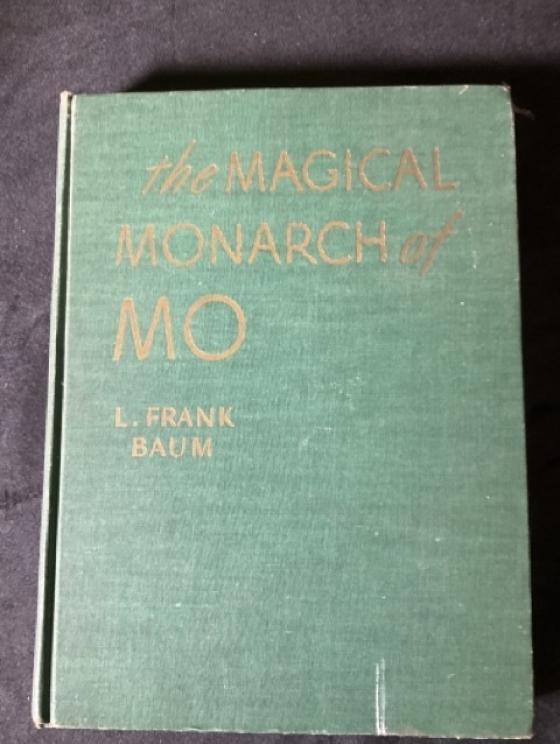 the MAGICAL
MONARCH of
MO
L. FRANK
BAUM